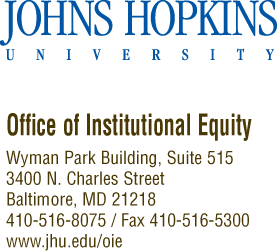 JOHNS HOPKINS
UNIVERSITY
Office of Institutional Equity
Wyman Park Building, Suite 515
3400 N. Charles Street
Baltimore, MD 21218
410-516-8075 / Fax 410-516-5300
www.jhu.edu/oie